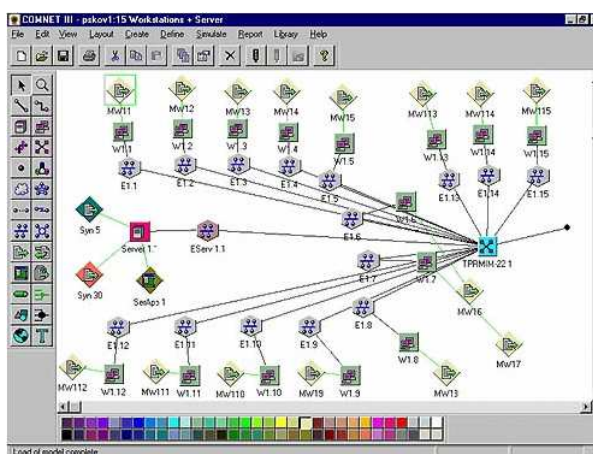 COMNET III - pskov1:15 Workstations + Server
File Edit View Layout Create Define Simulate Report Library Help
MW11 MW12 MW13 MW14 MW15 MW113 MW114 MW115
W1.1 W1.2 W1.3 W1.4 W1.5 W1.13 W1.14 W1.15
E1.1 E1.2 E1.3 E1.4 E1.5 E1.13 E1.14 E1.15
W1.6
E1.6
Syn 5
EServ 1.1
TPRMIM-22 1
E1.7 W1.7
Syn 30
MW16
E1.12 E1.11 E1.10 E1.9 E1.8
MW17
W1.8
MW112 W1.12 MW111 W1.11 MW110 W1.10 MW19 W1.9
Load of model complete